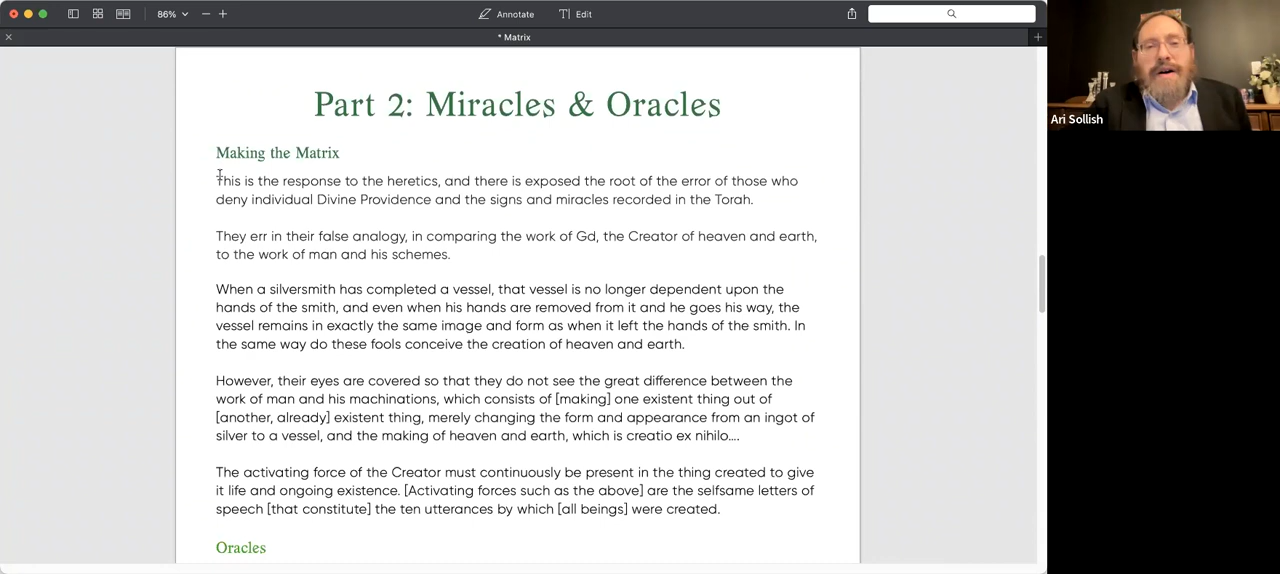 86%
Annotate
Edit
* Matrix
Ari Sollish
Part 2: Miracles & Oracles
Making the Matrix
This is the response to the heretics, and there is exposed the root of the error of those who
deny individual Divine Providence and the signs and miracles recorded in the Torah.
They err in their false analogy, in comparing the work of Gd, the Creator of heaven and earth,
to the work of man and his schemes.
When a silversmith has completed a vessel, that vessel is no longer dependent upon the
hands of the smith, and even when his hands are removed from it and he goes his way, the
vessel remains in exactly the same image and form as when it left the hands of the smith. In
the same way do these fools conceive the creation of heaven and earth.
However, their eyes are covered so that they do not see the great difference between the
work of man and his machinations, which consists of [making] one existent thing out of
[another, already] existent thing, merely changing the form and appearance from an ingot of
silver to a vessel, and the making of heaven and earth, which is creatio ex nihilo....
The activating force of the Creator must continuously be present in the thing created to give
it life and ongoing existence. [Activating forces such as the above] are the selfsame letters of
speech [that constitute] the ten utterances by which [all beings] were created.
Oracles